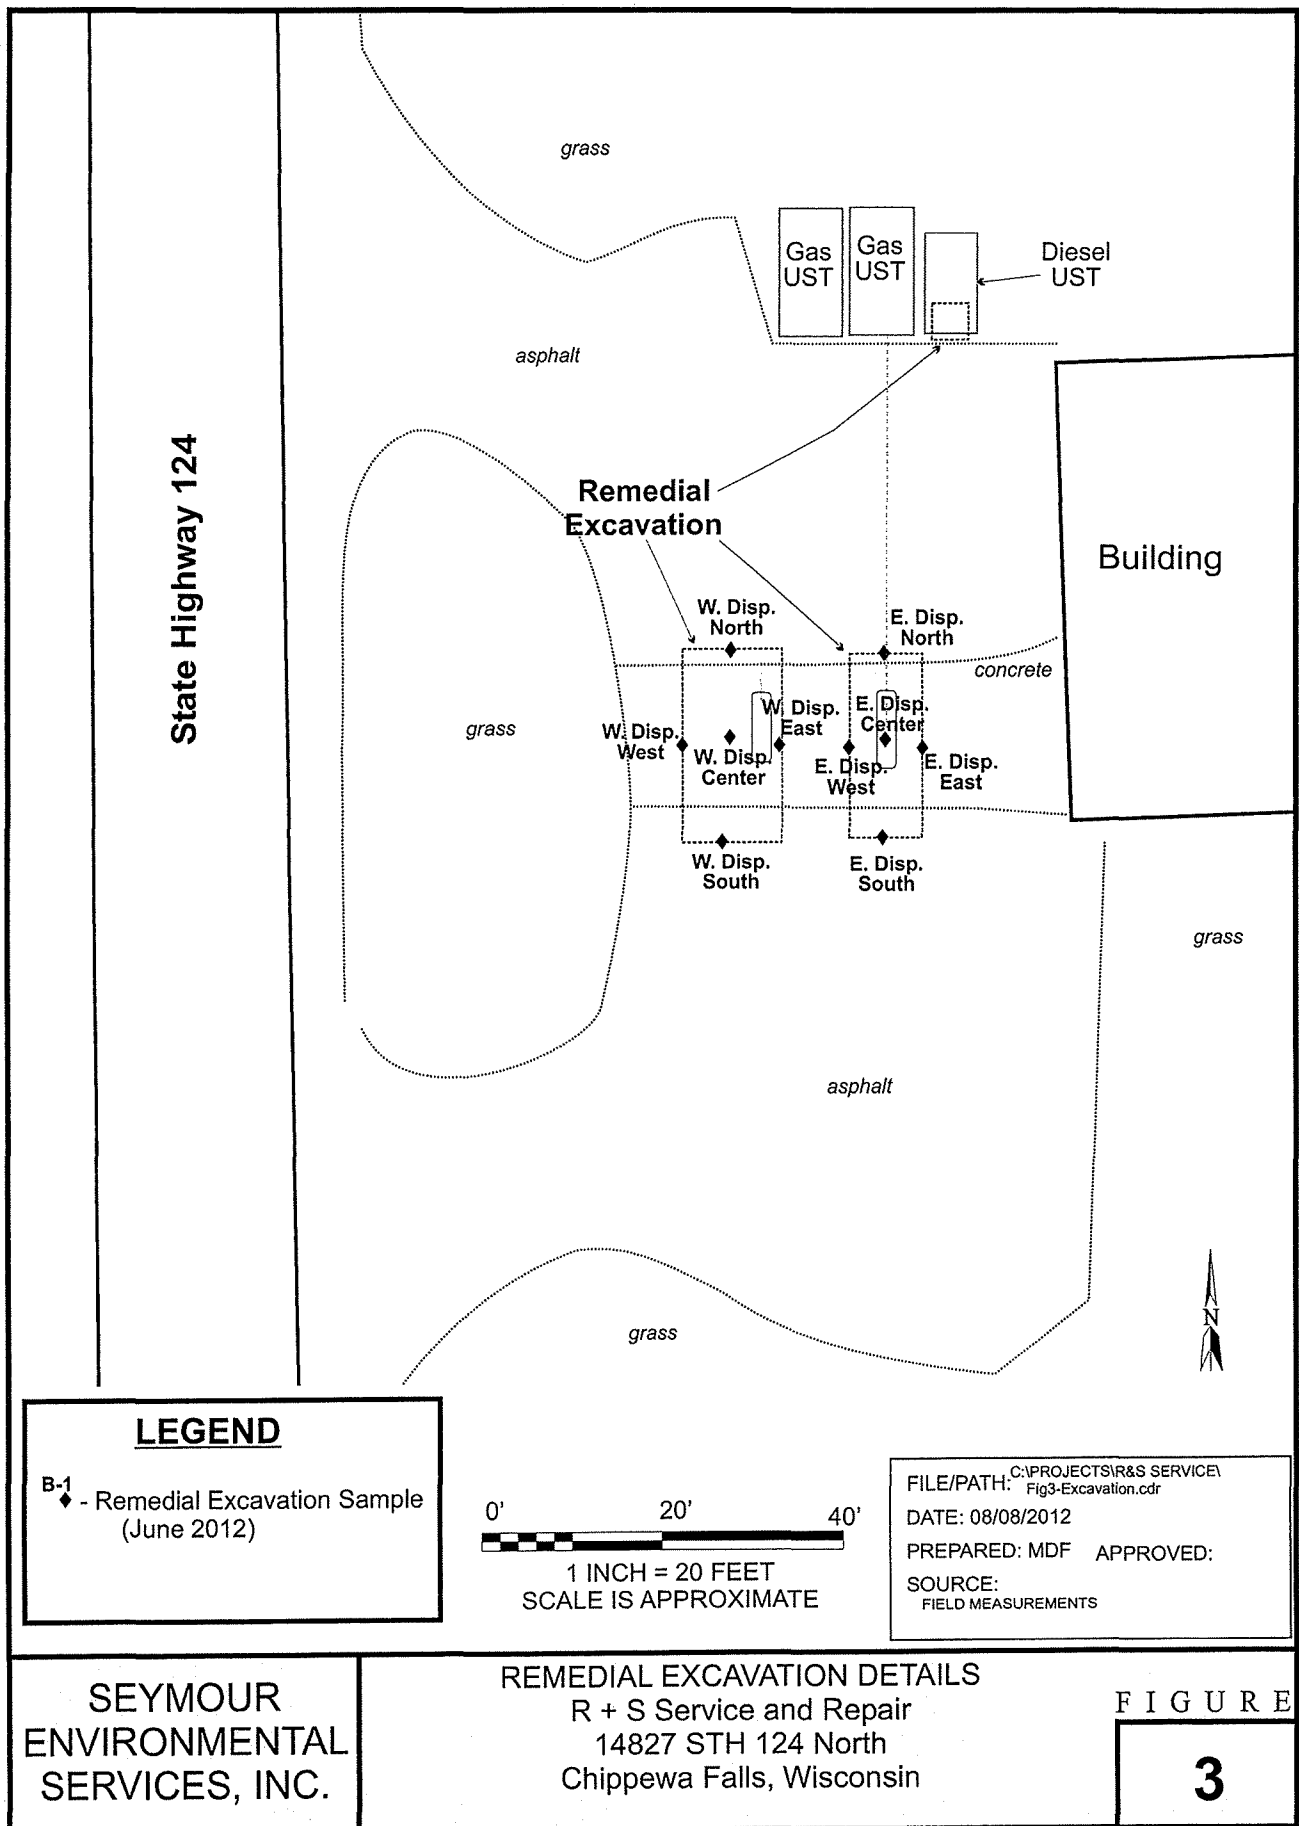 grass
Gas
UST
Gas
UST
Diesel
UST
asphalt
State Highway 124
Remedial
Excavation
Building
W. Disp.
North
E. Disp.
North
concrete
grass
W. Disp.
West
W. Disp.
East
W. Disp.
Center
E. Disp.
Center
E. Disp.
West
E. Disp.
East
W. Disp.
South
E. Disp.
South
grass
asphalt
grass
N
LEGEND
B-1
- Remedial Excavation Sample
(June 2012)
0' 20' 40'
1 INCH = 20 FEET
SCALE IS APPROXIMATE
FILE/PATH: C:\PROJECTS\R&S SERVICE\
Fig3-Excavation.cdr
DATE: 08/08/2012
PREPARED: MDF APPROVED:
SOURCE:
FIELD MEASUREMENTS
SEYMOUR
ENVIRONMENTAL
SERVICES, INC.
REMEDIAL EXCAVATION DETAILS
R + S Service and Repair
14827 STH 124 North
Chippewa Falls, Wisconsin
FIGURE
3